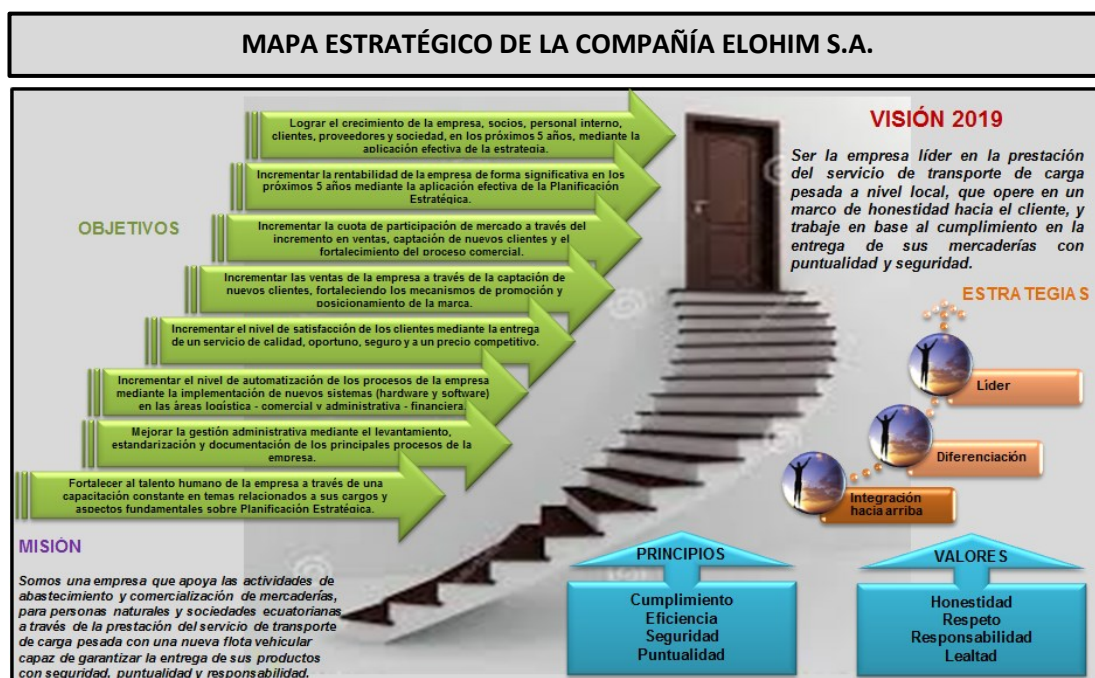 MAPA ESTRATÉGICO DE LA COMPAÑÍA ELOHIM S.A.
Lograr el crecimiento de la empresa, socios, personal interno,
clientes, proveedores y sociedad, en los próximos 5 años, mediante la
aplicación efectiva de la estrategia.
Incrementar la rentabilidad de la empresa de forma significativa en los
próximos 5 años mediante la aplicación efectiva de la Planificación
Estratégica.
OBJETIVOS
Incrementar la cuota de participación de mercado a través del
incremento en ventas, captación de nuevos clientes y el
fortalecimiento del proceso comercial.
Incrementar las ventas de la empresa a través de la captación de
nuevos clientes, fortaleciendo los mecanismos de promoción y
posicionamiento de la marca.
Incrementar el nivel de satisfacción de los clientes mediante la entrega
de un servicio de calidad, oportuno, seguro y a un precio competitivo.
Incrementar el nivel de automatización de los procesos de la empresa
mediante la implementación de nuevos sistemas (hardware y software)
en las áreas logística - comercial y administrativa - financiera.
Mejorar la gestión administrativa mediante el levantamiento,
estandarización y documentación de los principales procesos de la
empresa.
Fortalecer al talento humano de la empresa a través de una
capacitación constante en temas relacionados a sus cargos y
aspectos fundamentales sobre Planificación Estratégica.
VISIÓN 2019
Ser la empresa líder en la prestación
del servicio de transporte de carga
pesada a nivel local, que opere en un
marco de honestidad hacia el cliente, y
trabaje en base al cumplimiento en la
entrega de sus mercaderías con
puntualidad y seguridad.
ESTRATEGIAS
Líder
Diferenciación
Integración
hacia arriba
MISIÓN
Somos una empresa que apoya las actividades de
abastecimiento y comercialización de mercaderías,
para personas naturales y sociedades ecuatorianas
a través de la prestación del servicio de transporte
de carga pesada con una nueva flota vehicular
capaz de garantizar la entrega de sus productos
con seguridad, puntualidad y responsabilidad.
PRINCIPIOS
Cumplimiento
Eficiencia
Seguridad
Puntualidad
VALORES
Honestidad
Respeto
Responsabilidad
Lealtad